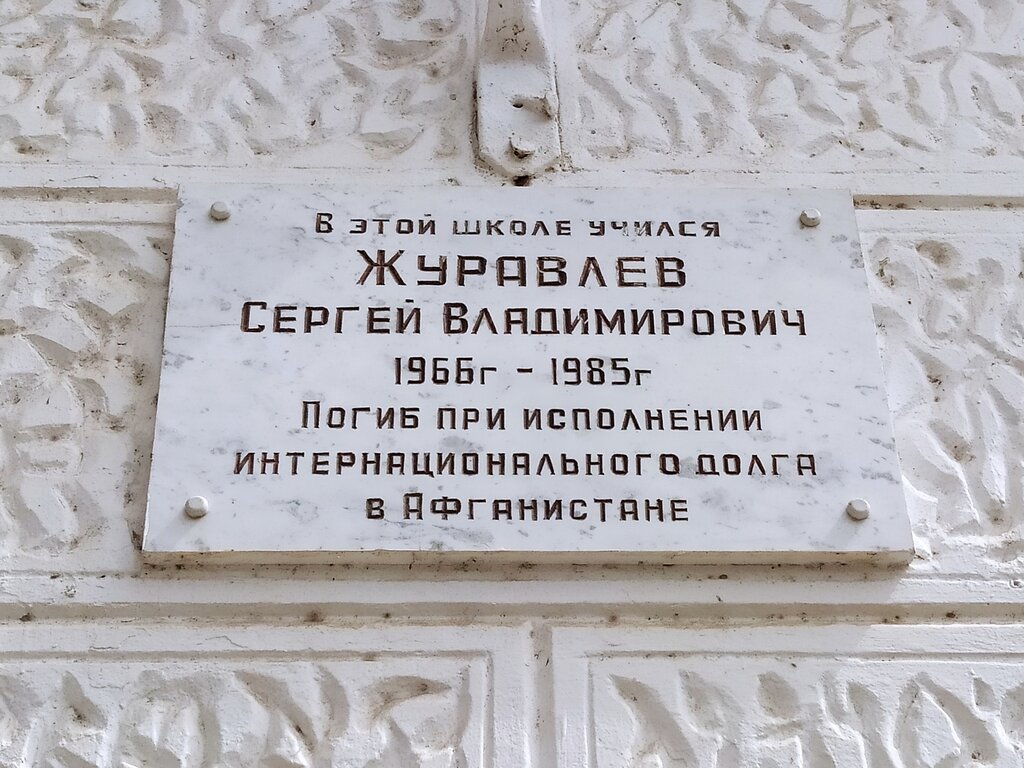 В этой школе учился
Журавлев
Сергей Владимирович
1966г - 1985г
Погиб при исполнении
интернационального долга
в Афганистане